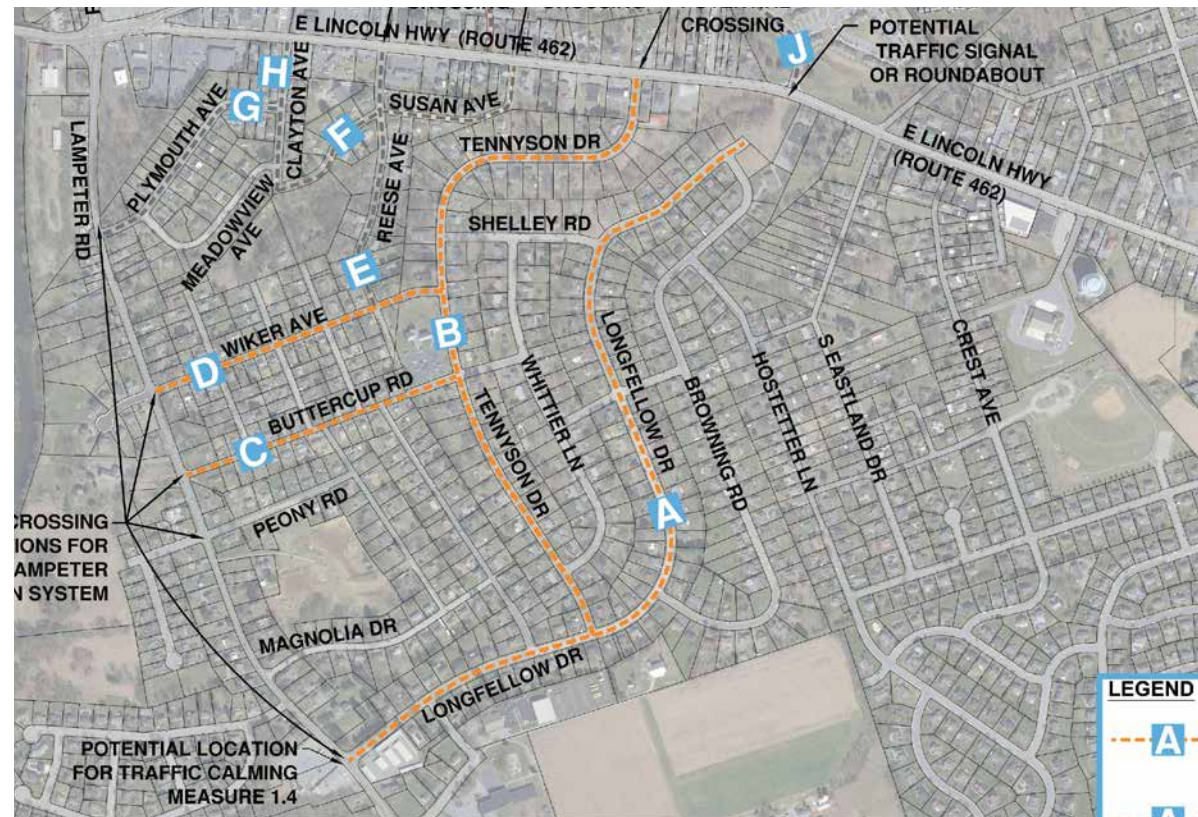 CROSSING
E LINCOLN HWY (ROUTE 462)
POTENTIAL
TRAFFIC SIGNAL
OR ROUNDABOUT
J
H
G
CLAYTON AVE
PLYMOUTH AVE
SUSAN AVE
F
LAMPETER RD
TENNYSON DR
E LINCOLN HWY
(ROUTE 462)
REESE AVE
MEADOWVIEW
AVE
SHELLEY RD
E
WIKER AVE
D
B
LONGFELLOW DR
BUTTERCUP RD
C
WHITTIER LN
TENNYSON DR
BROWNING RD
HOSTETTER LN
S EASTLAND DR
CREST AVE
PEONY RD
A
CROSSING
IONS FOR
AMPETER
N SYSTEM
MAGNOLIA DR
LONGFELLOW DR
POTENTIAL LOCATION
FOR TRAFFIC CALMING
MEASURE 1.4
LEGEND
A
A